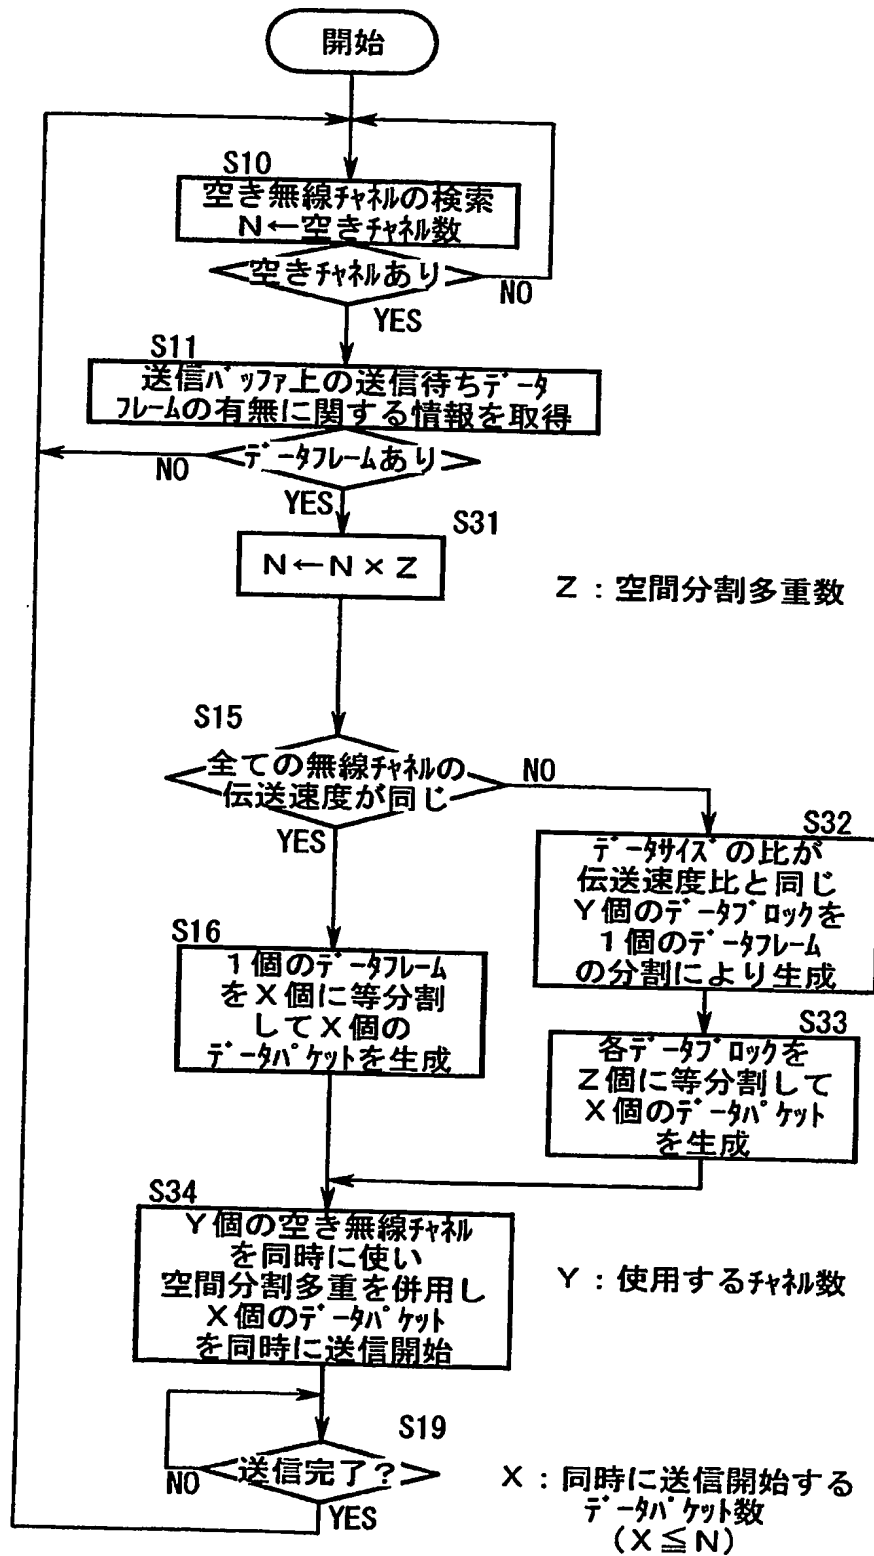 開始
S10
空き無線ﾁｬﾈﾙの検索
N←空きﾁｬﾈﾙ数
空きﾁｬﾈﾙあり
NO
YES
S11
送信ﾊﾞｯﾌｧ上の送信待ちﾃﾞｰﾀ
ﾌﾚｰﾑの有無に関する情報を取得
ﾃﾞｰﾀﾌﾚｰﾑあり
NO
YES
S31
N←N×Z
Z：空間分割多重数
S15
全ての無線ﾁｬﾈﾙの
伝送速度が同じ
NO
YES
S32
ﾃﾞｰﾀｻｲｽﾞの比が
伝送速度比と同じ
Y個のﾃﾞｰﾀﾌﾞﾛｯｸを
1個のﾃﾞｰﾀﾌﾚｰﾑ
の分割により生成
S16
1個のﾃﾞｰﾀﾌﾚｰﾑ
をX個に等分割
してX個の
ﾃﾞｰﾀﾊﾟｹｯﾄを生成
S33
各ﾃﾞｰﾀﾌﾞﾛｯｸを
Z個に等分割して
X個のﾃﾞｰﾀﾊﾟｹｯﾄ
を生成
S34
Y個の空き無線ﾁｬﾈﾙ
を同時に使い
空間分割多重を併用し
X個のﾃﾞｰﾀﾊﾟｹｯﾄ
を同時に送信開始
Y：使用するﾁｬﾈﾙ数
S19
送信完了？
NO
YES
X：同時に送信開始する
ﾃﾞｰﾀﾊﾟｹｯﾄ数
（X≦N）